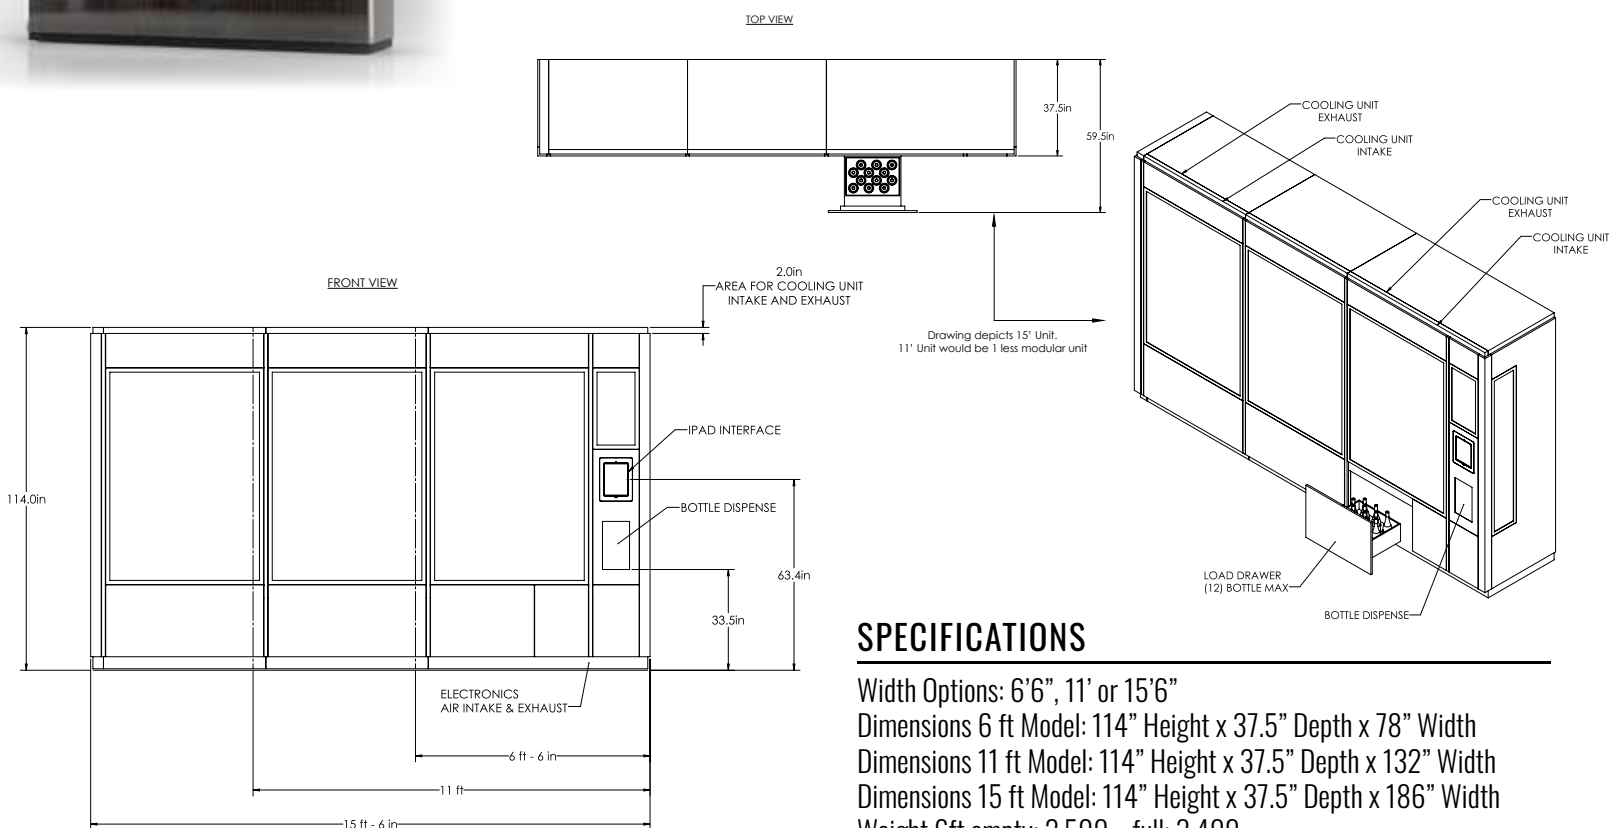 TOP VIEW
37.5in
59.5in
COOLING UNIT
EXHAUST
COOLING UNIT
INTAKE
COOLING UNIT
EXHAUST
COOLING UNIT
INTAKE
Drawing depicts 15' Unit.
11' Unit would be 1 less modular unit
LOAD DRAWER
(12) BOTTLE MAX
BOTTLE DISPENSE
FRONT VIEW
2.0in
AREA FOR COOLING UNIT
INTAKE AND EXHAUST
114.0in
IPAD INTERFACE
BOTTLE DISPENSE
63.4in
33.5in
ELECTRONICS
AIR INTAKE & EXHAUST
6 ft - 6 in
11 ft
15 ft - 6 in
SPECIFICATIONS
Width Options: 6’6”, 11’ or 15’6”
Dimensions 6 ft Model: 114” Height x 37.5” Depth x 78” Width
Dimensions 11 ft Model: 114” Height x 37.5” Depth x 132” Width
Dimensions 15 ft Model: 114” Height x 37.5” Depth x 186” Width